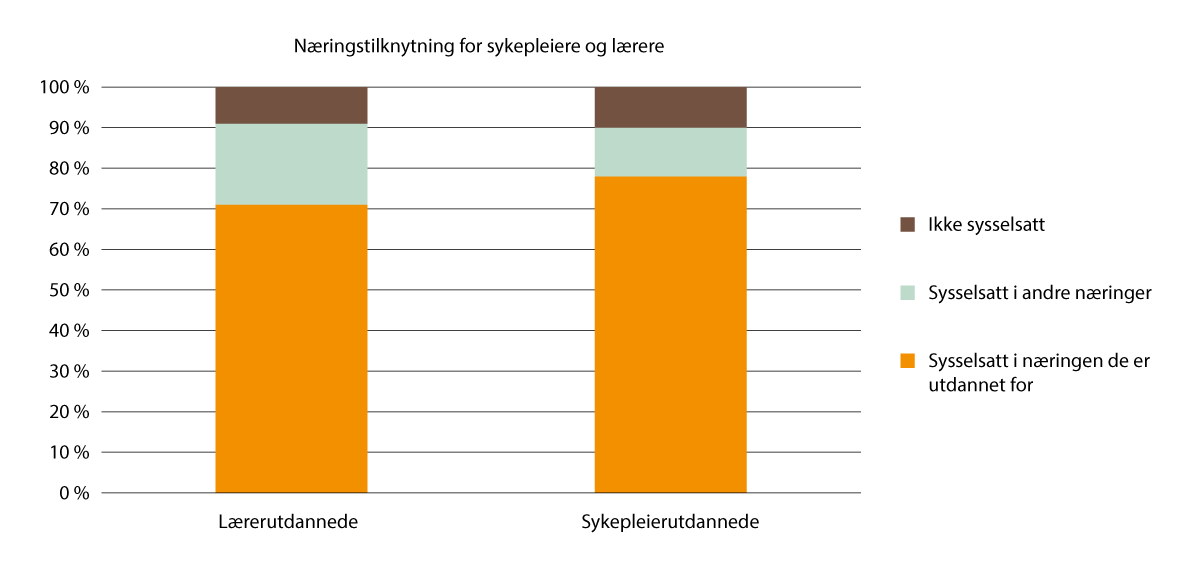 Næringstilknytning for sykepleiere og lærere
100 %
90 %
80 %
70 %
60 %
50 %
40 %
30 %
20 %
10 %
0 %
Lærerutdannede
Sykepleierutdannede
Ikke sysselsatt
Sysselsatt i andre næringer
Sysselsatt i næringen de er
utdannet for